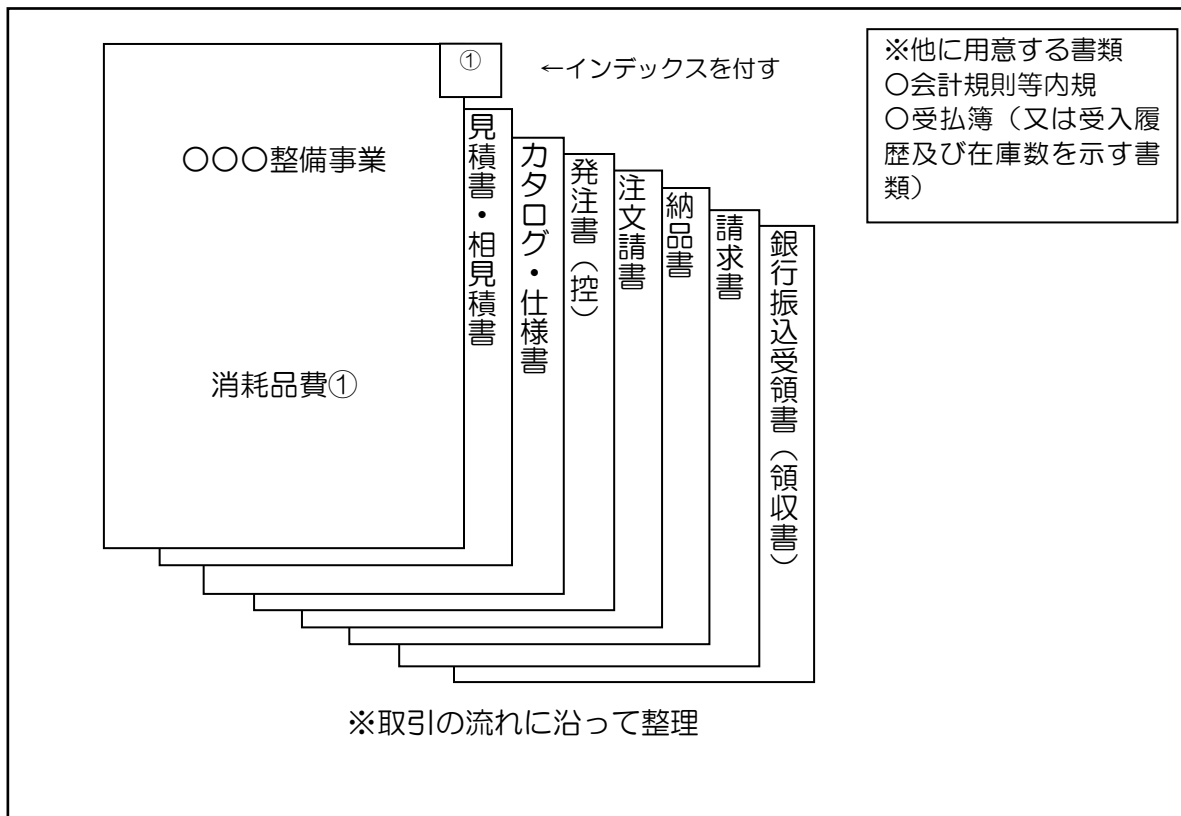 ①
←インデックスを付す
〇〇〇整備事業
消耗品費①
見積書・相見積書
カタログ・仕様書
発注書（控）
注文請書
納品書
請求書
銀行振込受領書（領収書）
※取引の流れに沿って整理
※他に用意する書類
〇会計規則等内規
〇受払簿（又は受入履
歴及び在庫数を示す書
類）